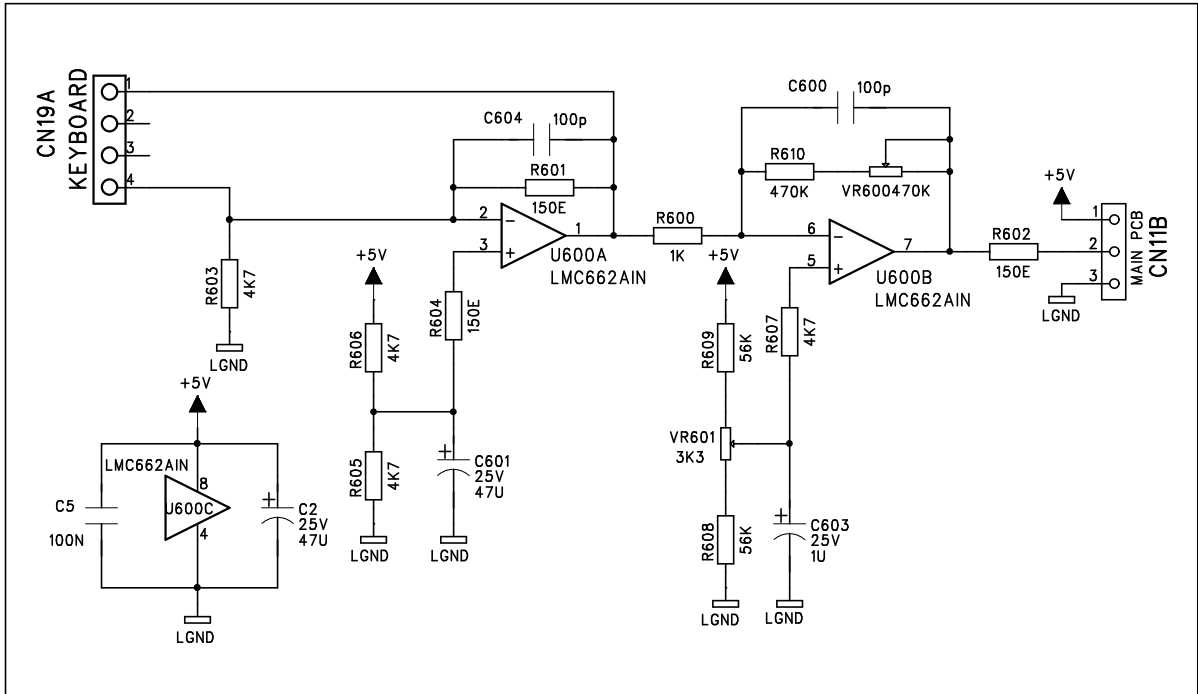 CN19A
KEYBOARD
1
2
3
4
R603
4K7
LGND
C604
100p
R601
150E
2
3
1
U600A
LMC662AIN
+5V
R606
4K7
R604
150E
R605
4K7
C601
25V
47U
LGND
LGND
+5V
LMC662AIN
8
U600C
4
C5
100N
C2
25V
47U
LGND
R600
1K
C600
100p
R610
470K
VR600
470K
6
5
7
U600B
LMC662AIN
+5V
R609
56K
R607
4K7
VR601
3K3
R608
56K
C603
25V
1U
LGND
LGND
R602
150E
+5V
1
2
3
MAIN PCB
CN11B
LGND